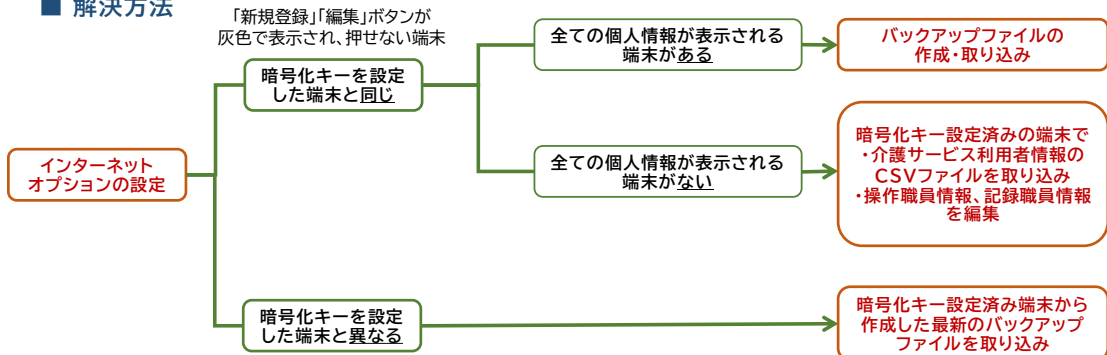 ■ 解決方法
「新規登録」「編集」ボタンが
灰色で表示され、押せない端末
インターネット
オプションの設定
暗号化キーを設定
した端末と同じ
全ての個人情報が表示される
端末がある
バックアップファイルの
作成・取り込み
全ての個人情報が表示される
端末がない
暗号化キー設定済みの端末で
・介護サービス利用者情報の
CSVファイルを取り込み
・操作職員情報、記録職員情報
を編集
暗号化キーを設定
した端末と異なる
暗号化キー設定済み端末から
作成した最新のバックアップ
ファイルを取り込み